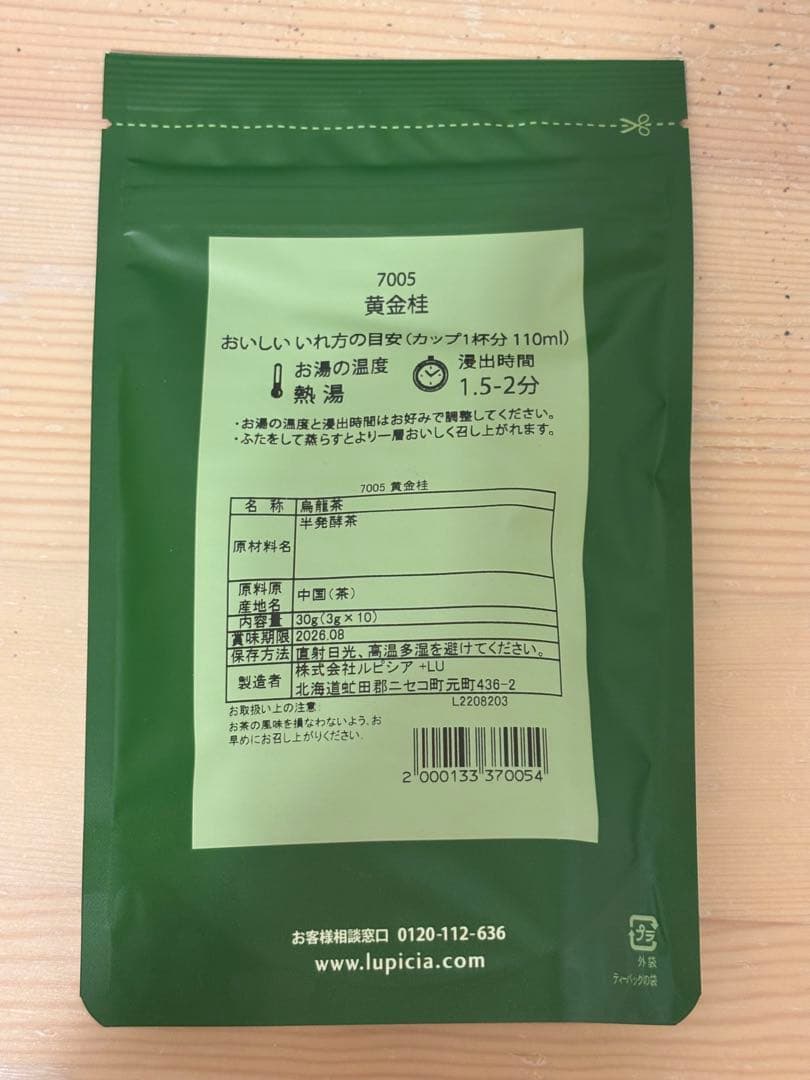 7005
黄金桂
おいしい いれ方の目安(カップ1杯分 110ml)
お湯の温度
熱湯
浸出時間
1.5-2分
・お湯の温度と浸出時間はお好みで調整してください。
・ふたをして蒸らすとより一層おいしく召し上がれます。
7005 黄金桂
名 称 烏龍茶
原材料名 半発酵茶
原料原産地名 中国(茶)
内容量 30g(3g×10)
賞味期限 2026.08
保存方法 直射日光、高温多湿を避けてください。
製造者 株式会社ルピシア +LU
北海道虻田郡ニセコ町元町436-2
お取扱い上の注意:
L2208203
お茶の風味を損なわないよう、お
早めにお召し上がりください.
2 000133 370054
お客様相談窓口 0120-112-636
www.lupicia.com
プラ
外袋
ティーバッグの袋